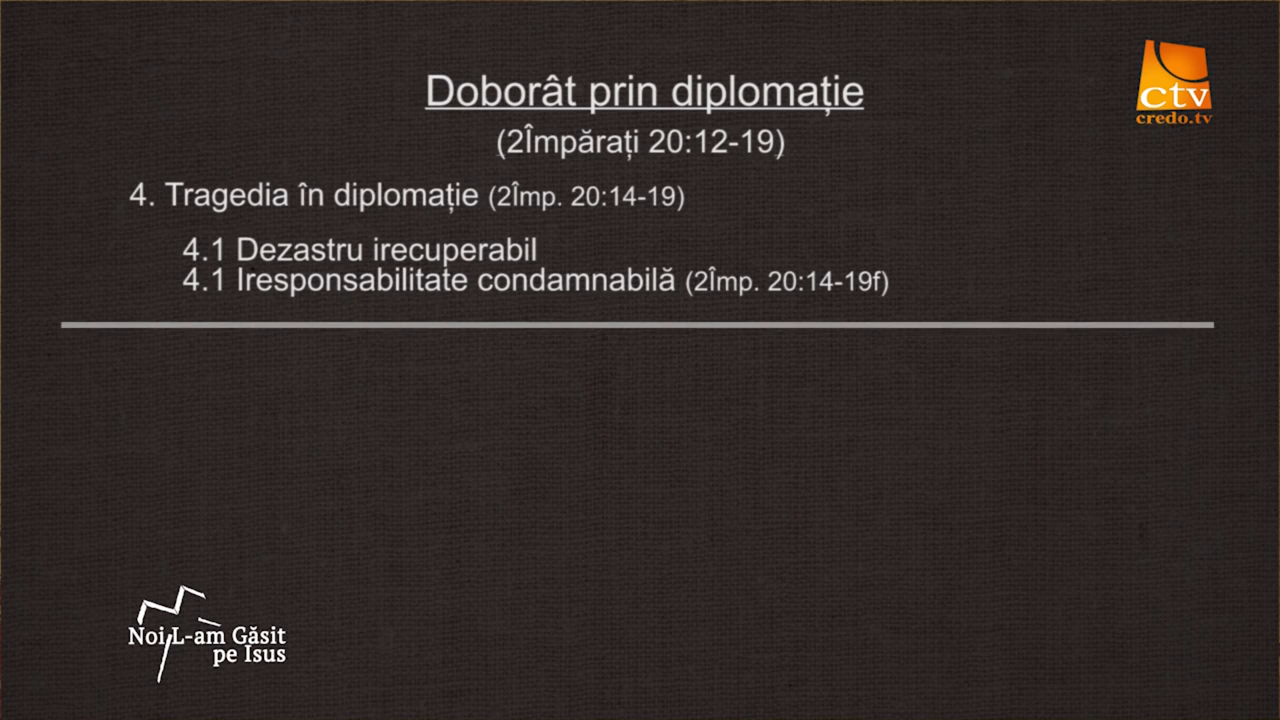 Doborât prin diplomație
(2Împărați 20:12-19)
4. Tragedia în diplomație (2Împ. 20:14-19)
4.1 Dezastru irecuperabil
4.1 Iresponsabilitate condamnabilă (2Împ. 20:14-19f)
ctv
credo.tv
Noi L-am Găsit
pe Isus